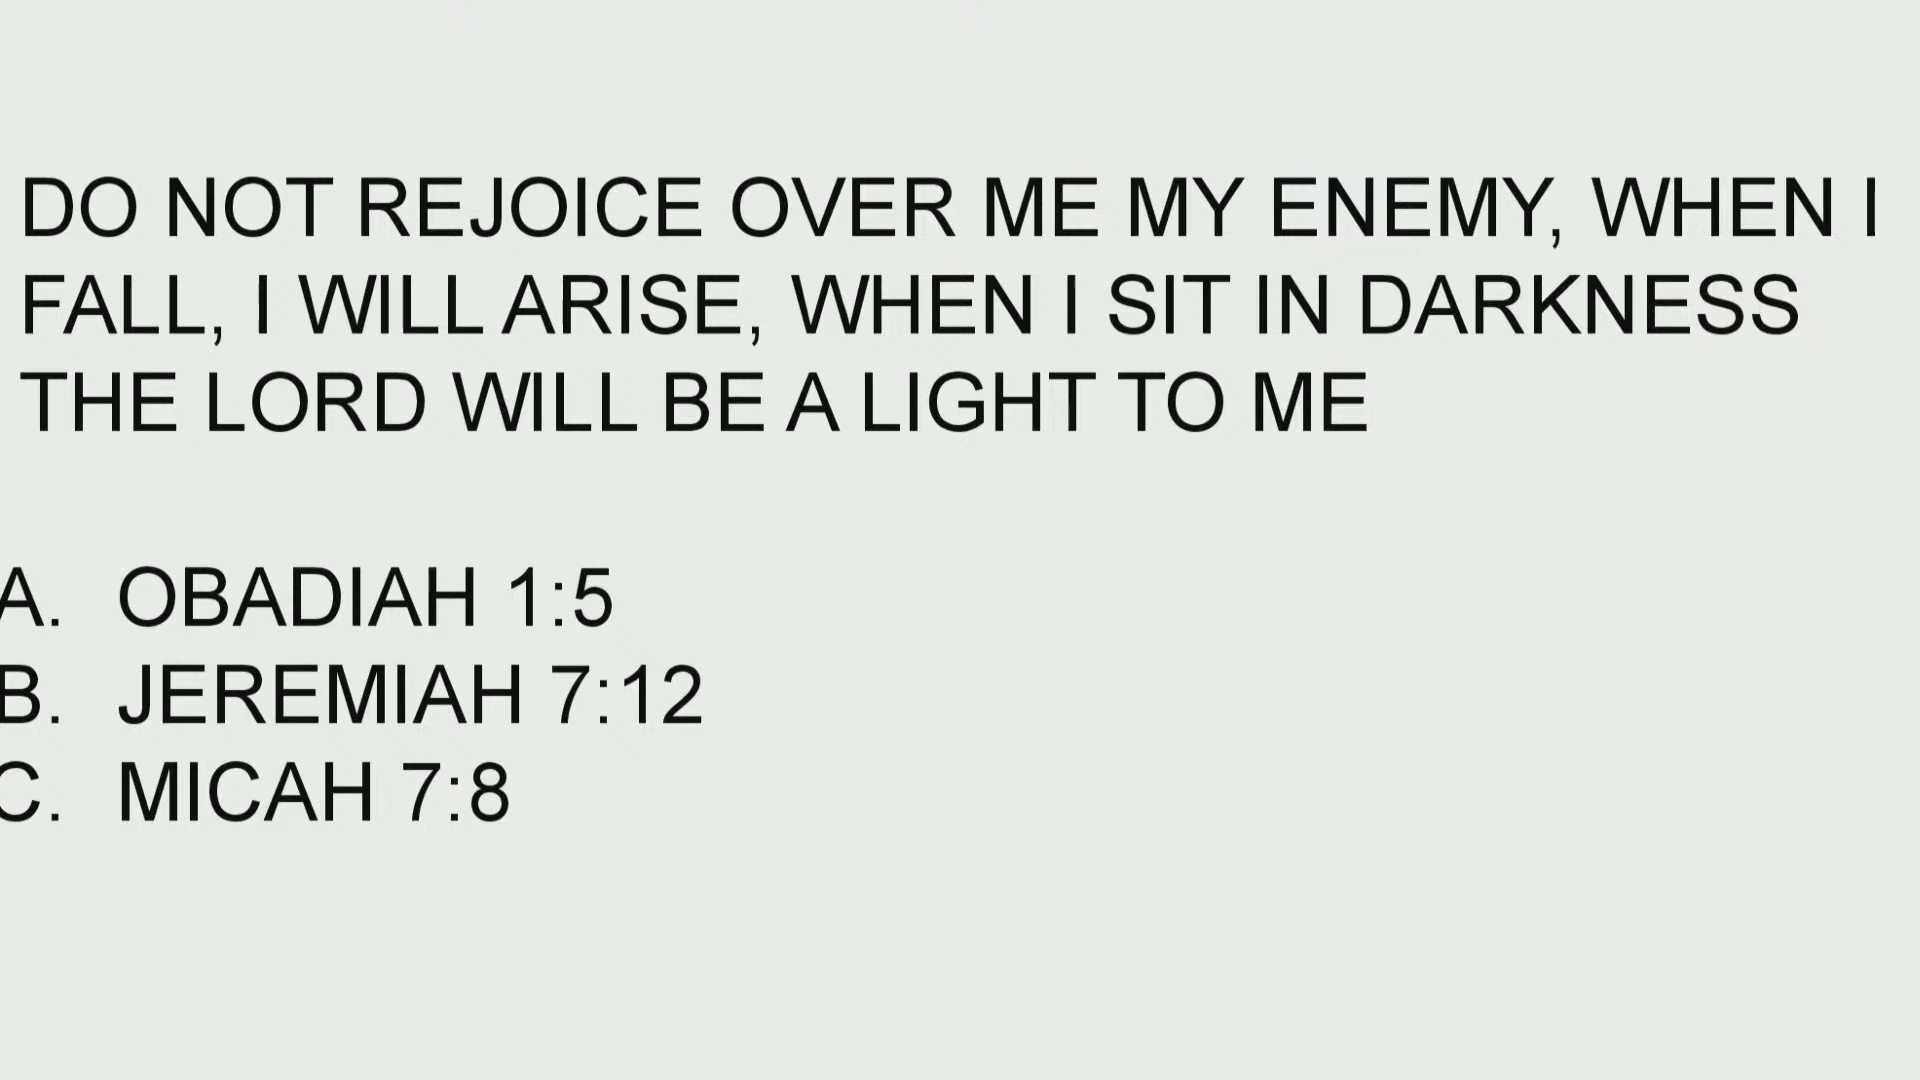 DO NOT REJOICE OVER ME MY ENEMY, WHEN I
FALL, I WILL ARISE, WHEN I SIT IN DARKNESS
THE LORD WILL BE A LIGHT TO ME
A. OBADIAH 1:5
B. JEREMIAH 7:12
C. MICAH 7:8